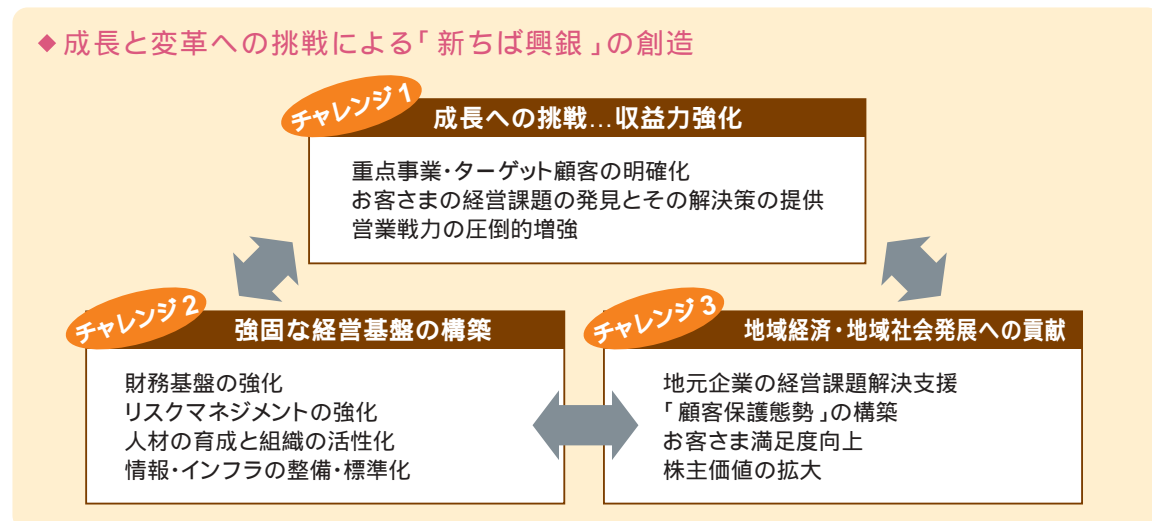 ◆成長と変革への挑戦による「新ちば興銀」の創造
チャレンジ1
成長への挑戦…収益力強化
重点事業・ターゲット顧客の明確化
お客さまの経営課題の発見とその解決策の提供
営業戦力の圧倒的増強
チャレンジ2
強固な経営基盤の構築
財務基盤の強化
リスクマネジメントの強化
人材の育成と組織の活性化
情報・インフラの整備・標準化
チャレンジ3
地域経済・地域社会発展への貢献
地元企業の経営課題解決支援
「顧客保護態勢」の構築
お客さま満足度向上
株主価値の拡大